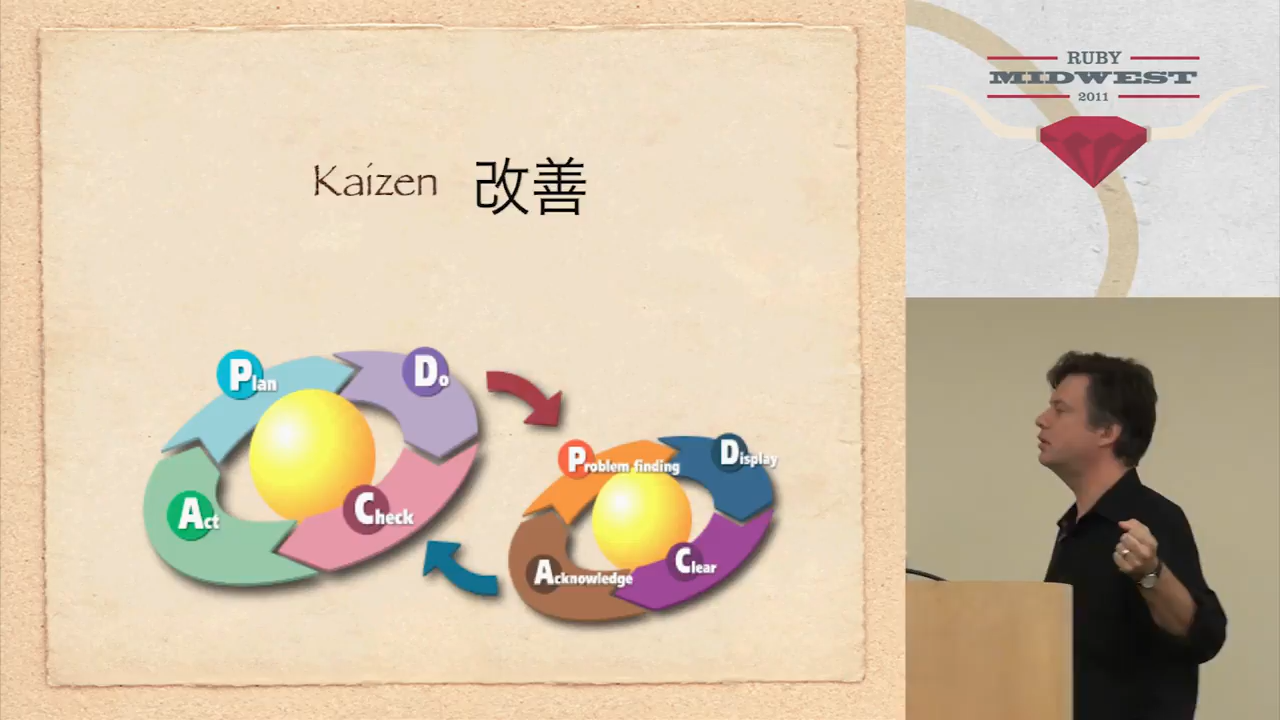 Kaizen 改善
Plan
Do
Check
Act
Problem finding
Display
Clear
Acknowledge
RUBY
MIDWEST
2011